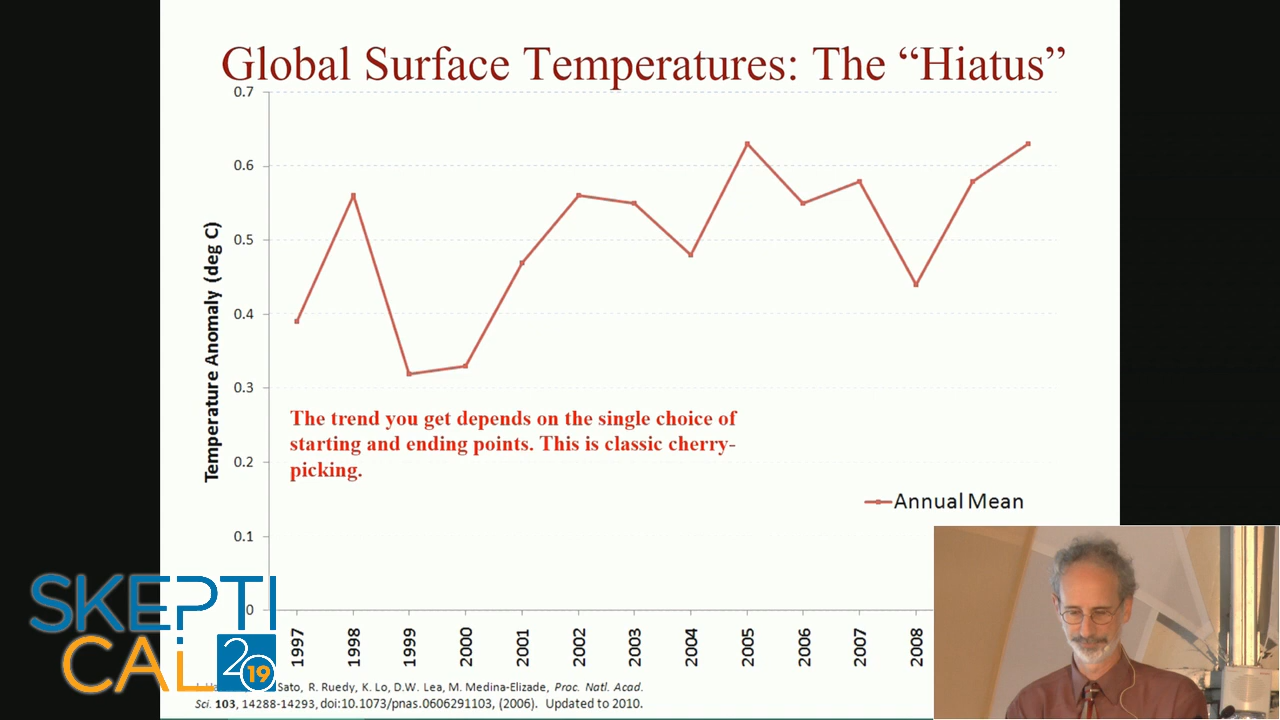 Global Surface Temperatures: The “Hiatus”
0.7
0.6
0.5
0.4
0.3
0.2
0.1
0
Temperature Anomaly (deg C)
The trend you get depends on the single choice of
starting and ending points. This is classic cherry-
picking.
Annual Mean
1997 1998 1999 2000 2001 2002 2003 2004 2005 2006 2007 2008
Sato, R. Ruedy, K. Lo, D.W. Lea, M. Medina-Elizade, Proc. Natl. Acad.
Sci. 103, 14288-14293, doi:10.1073/pnas.0606291103, (2006). Updated to 2010.
SKEPTI
CAL 2019